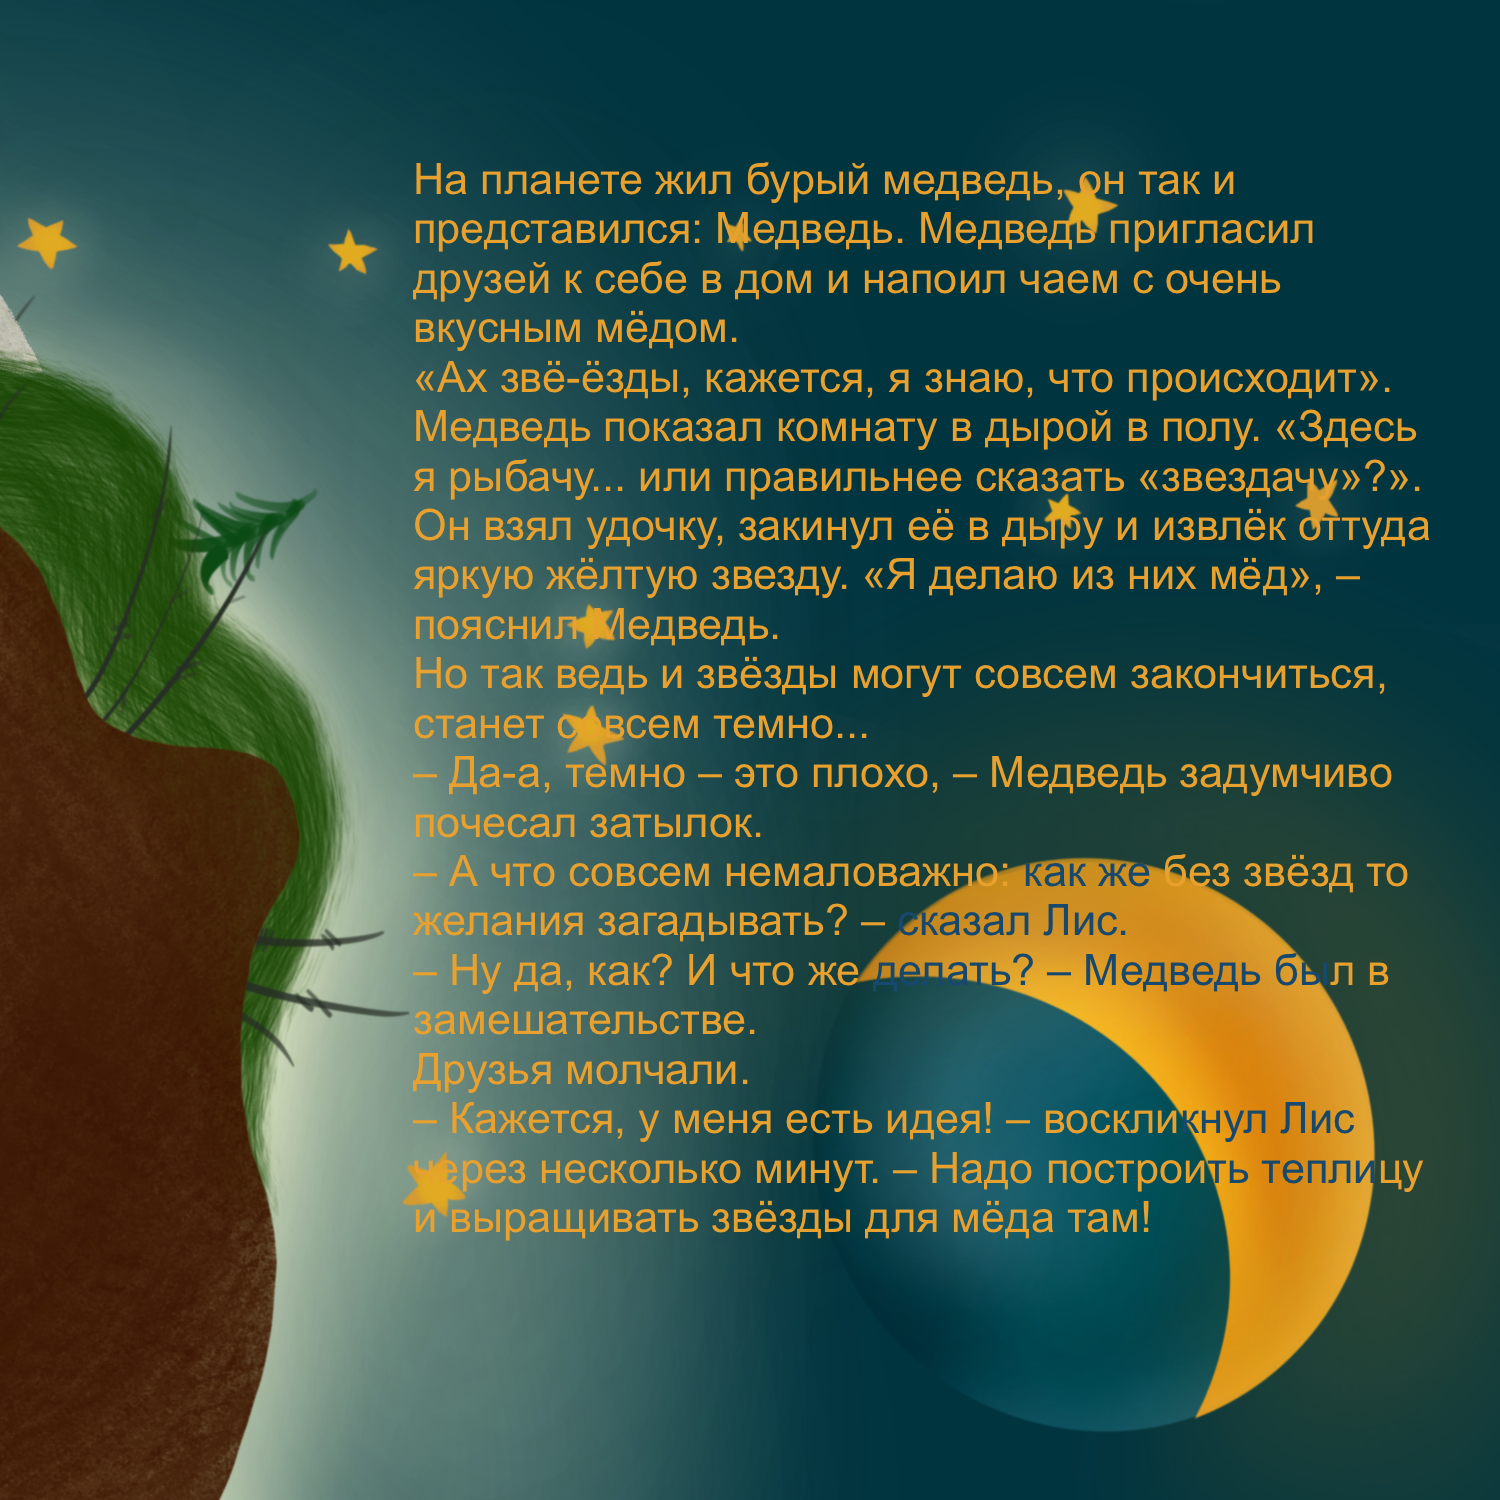 На планете жил бурый медведь, он так и
представился: Медведь. Медведь пригласил
друзей к себе в дом и напоил чаем с очень
вкусным мёдом.
«Ах звё-ёзды, кажется, я знаю, что происходит».
Медведь показал комнату в дырой в полу. «Здесь
я рыбачу... или правильнее сказать «звездачу»?».
Он взял удочку, закинул её в дыру и извлёк оттуда
яркую жёлтую звезду. «Я делаю из них мёд», –
пояснил Медведь.
Но так ведь и звёзды могут совсем закончиться,
станет совсем темно...
– Да-а, темно – это плохо, – Медведь задумчиво
почесал затылок.
– А что совсем немаловажно: как же без звёзд то
желания загадывать? – сказал Лис.
– Ну да, как? И что же делать? – Медведь был в
замешательстве.
Друзья молчали.
– Кажется, у меня есть идея! – воскликнул Лис
через несколько минут. – Надо построить теплицу
и выращивать звёзды для мёда там!